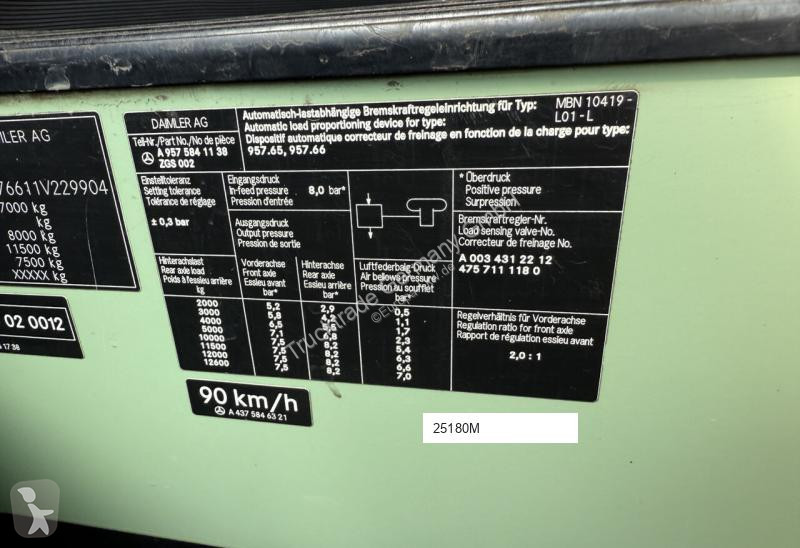 MLER AG
76611V229904
7000 kg
kg
8000 kg
11500 kg
7500 kg
XXXXX kg
02 0012
1738
DAIMLER AG
Teil-Nr./Part No./No de pièce
A 957 584 11 38
ZGS 002
Automatisch-lastabhängige Bremskraftregeleinrichtung für Typ:
Automatic load proportioning device for type:
Dispositif automatique correcteur de freinage en fonction de la charge pour type:
957.65, 957.66
MBN 10419 -
L01 - L
Einstelltoleranz
Setting tolerance
Tolérance de réglage
± 0,3 bar
Eingangsdruck
In-feed pressure 8,0 bar*
Pression d'entrée
Ausgangsdruck
Output pressure
Pression de sortie
* Überdruck
Positive pressure
Surpression
Bremskraftregler-Nr.
Load sensing valve-No.
Correcteur de freinage No.
A 003 431 22 12
475 711 118 0
Hinterachslast
Rear axle load
Poids à l'essieu arrière
kg
Vorderachse
Front axle
Essieu avant
bar*
Hinterachse
Rear axle
Essieu arrière
bar*
Luftfederbalg-Druck
Air bellows pressure
Pression au soufflet
bar*
2000 5,2 2,9 0,5
3000 5,8 4,2 1,1
4000 6,5 5,5 1,7
5000 7,1 6,8 2,3
10000 7,5 8,2 5,4
11500 7,5 8,2 6,3
12000 7,5 8,2 6,6
12600 7,5 8,2 7,0
Regelverhältnis für Vorderachse
Regulation ratio for front axle
Rapport de régulation essieu avant
2,0 : 1
90 km/h
A 437 584 63 21
25180M
Trucktrade Company GmbH